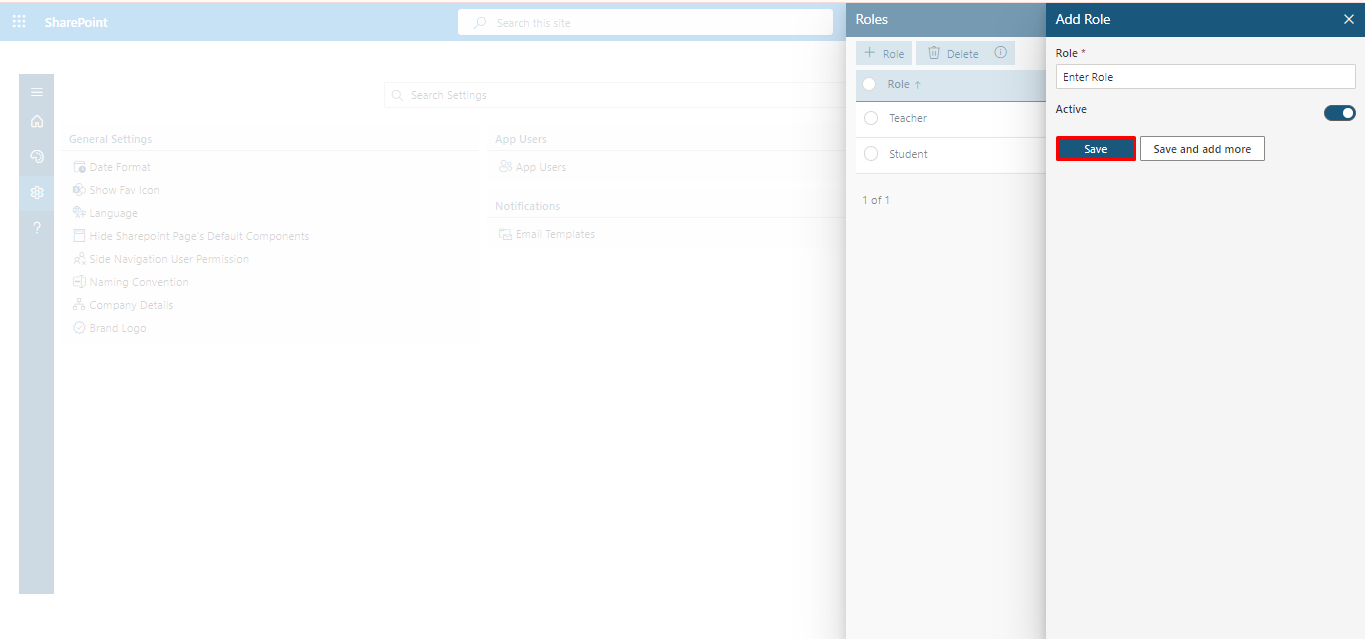 SharePoint
Search this site
Search Settings
General Settings
Date Format
Show Fav Icon
Language
Hide Sharepoint Page's Default Components
Side Navigation User Permission
Naming Convention
Company Details
Brand Logo
App Users
App Users
Notifications
Email Templates
Roles
Role
Delete
Role ↑
Teacher
Student
1 of 1
Add Role
Role *
Enter Role
Active
Save
Save and add more